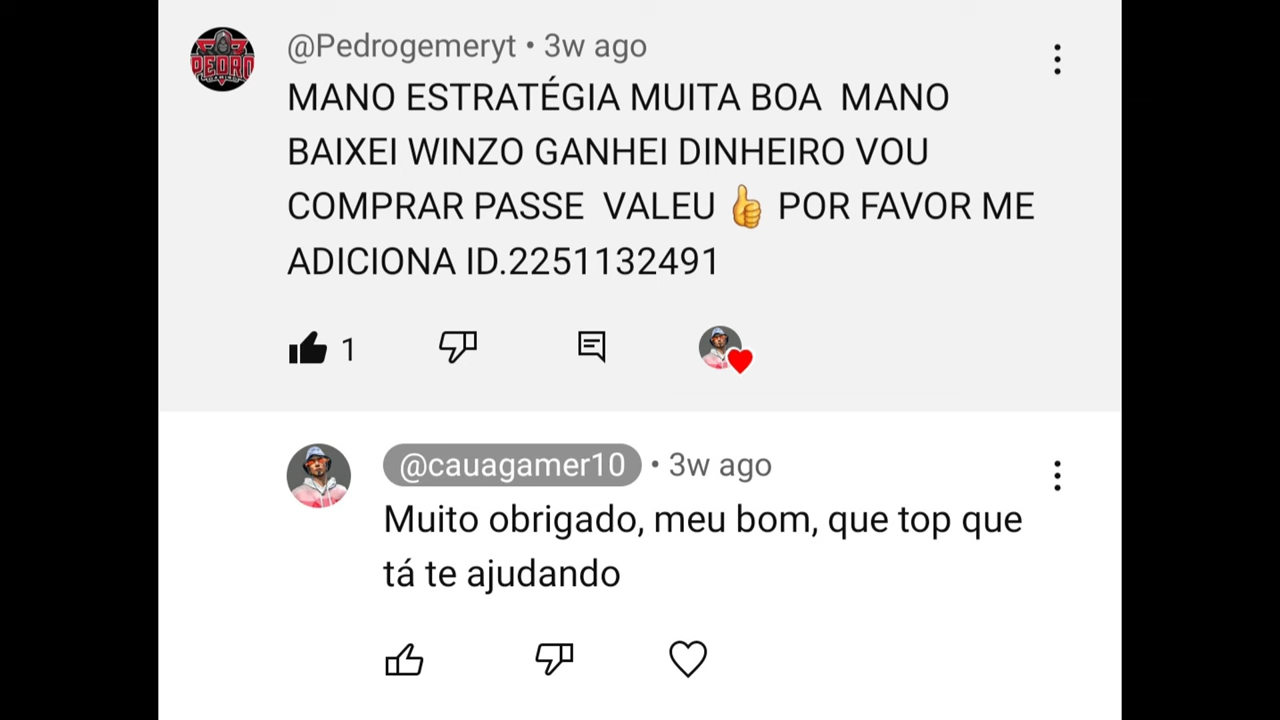 @Pedrogemeryt • 3w ago
MANO ESTRATÉGIA MUITA BOA  MANO
BAIXEI WINZO GANHEI DINHEIRO VOU
COMPRAR PASSE  VALEU 👍 POR FAVOR ME
ADICIONA ID.2251132491
1
PEDRO
@cauagamer10 • 3w ago
Muito obrigado, meu bom, que top que
tá te ajudando